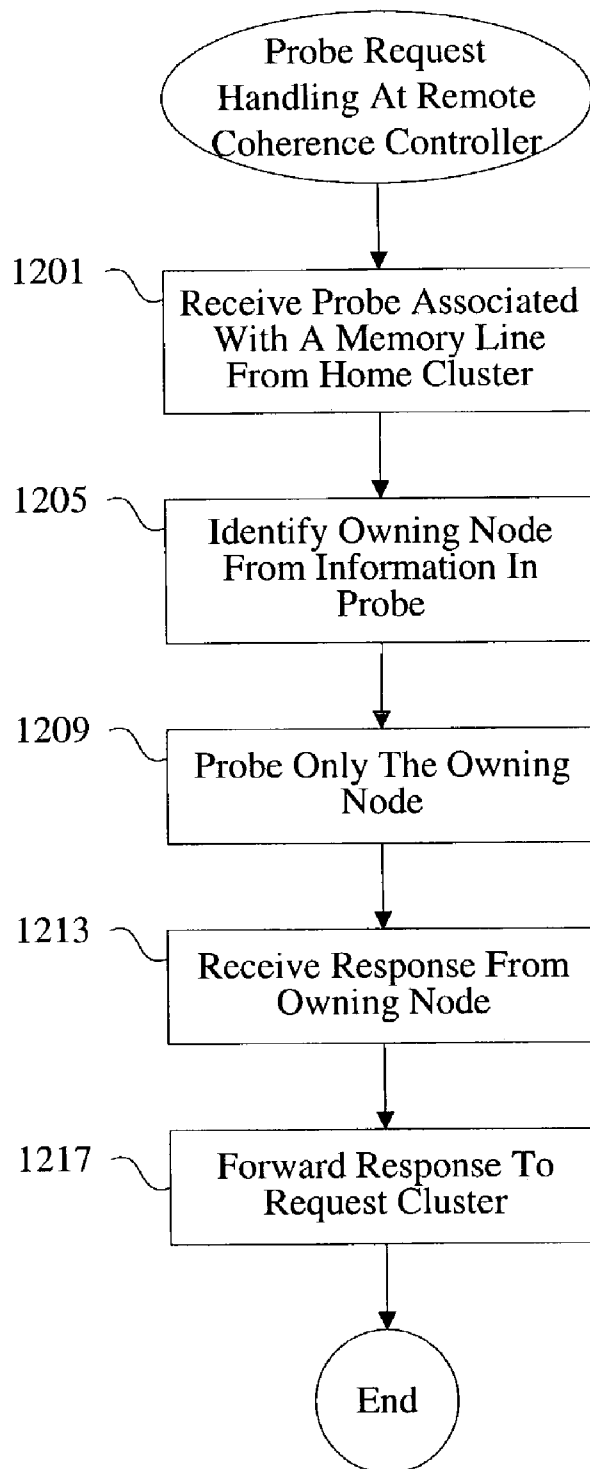 Probe Request
Handling At Remote
Coherence Controller
1201
Receive Probe Associated
With A Memory Line
From Home Cluster
1205
Identify Owning Node
From Information In
Probe
1209
Probe Only The Owning
Node
1213
Receive Response From
Owning Node
1217
Forward Response To
Request Cluster
End